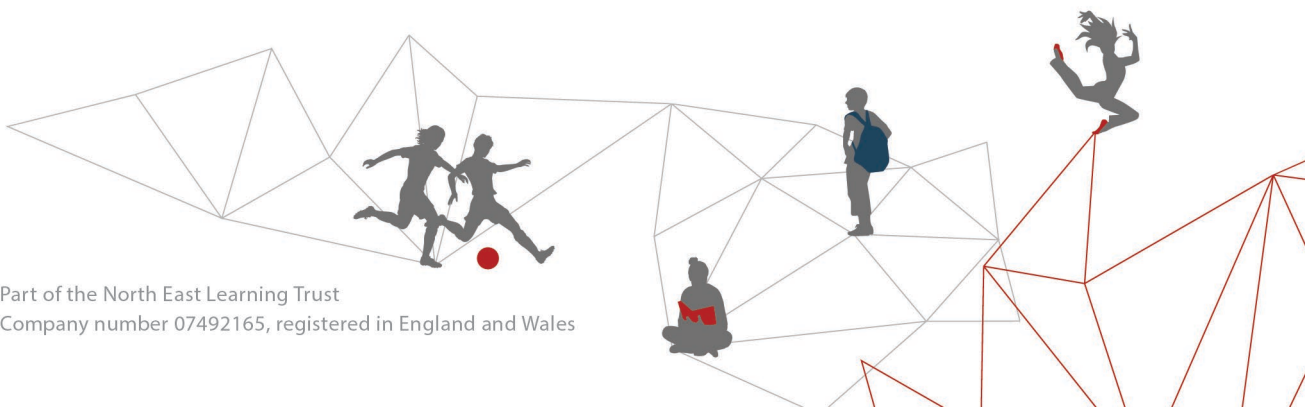 Part of the North East Learning Trust
Company number 07492165, registered in England and Wales